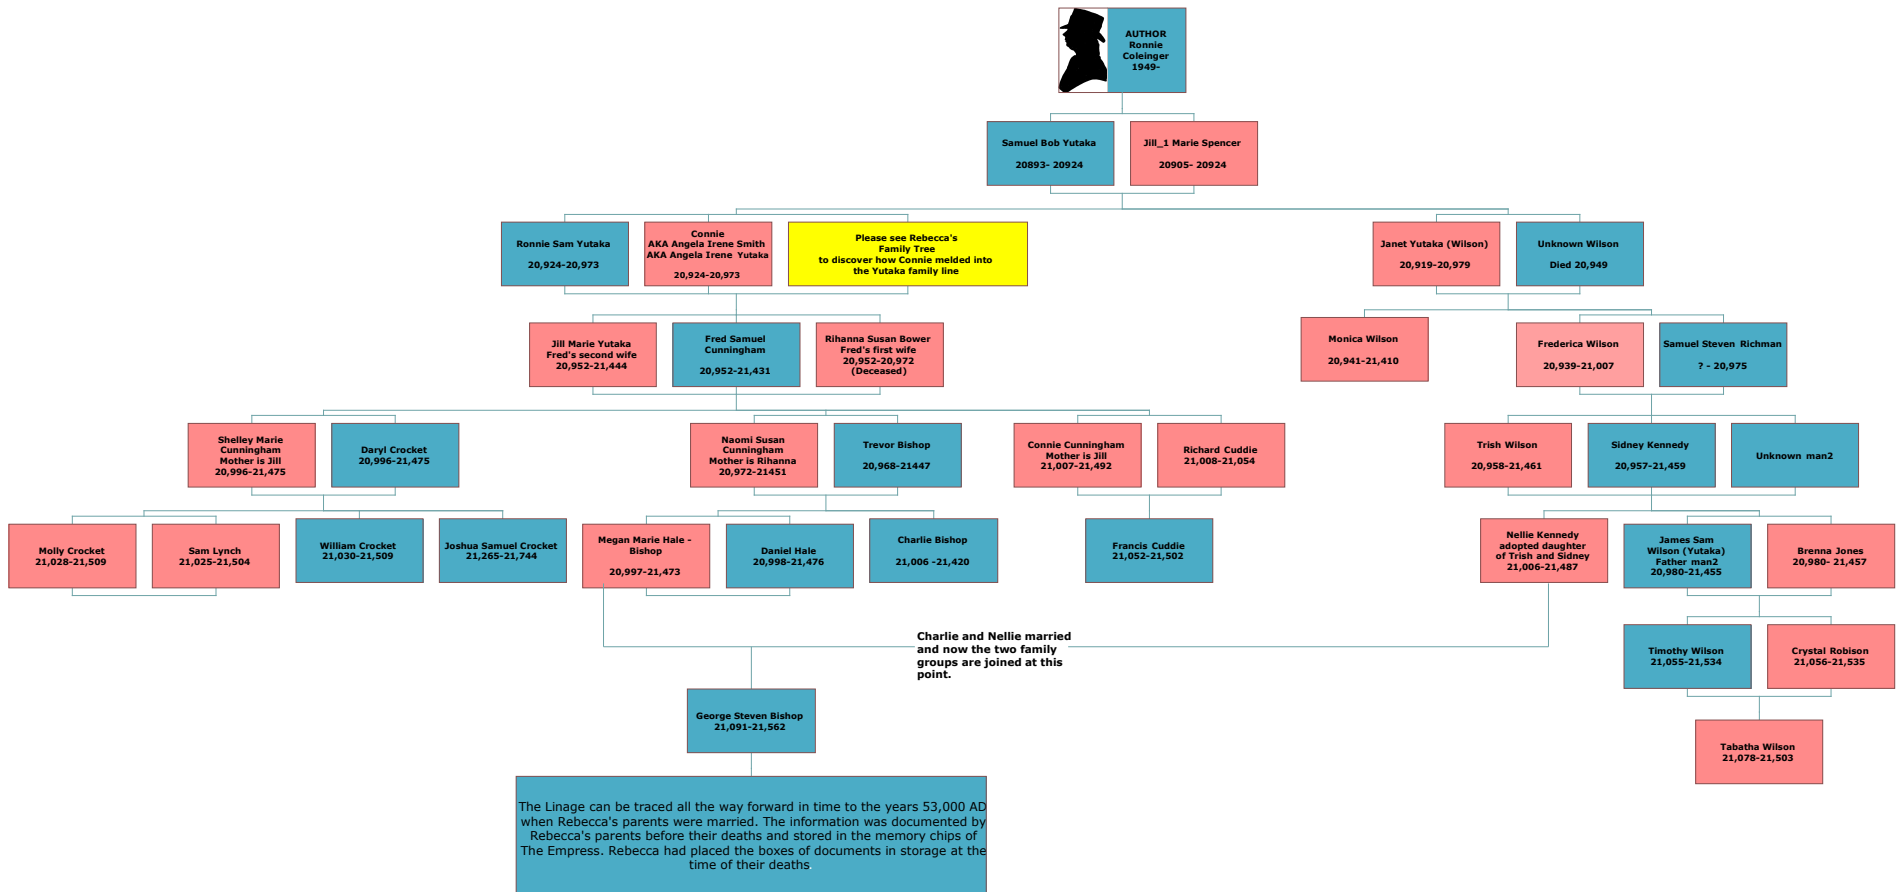 AUTHOR
Ronnie
Coleinger
1949-
Samuel Bob Yutaka
20893- 20924
Jill_1 Marie Spencer
20905- 20924
Ronnie Sam Yutaka
20,924-20,973
Connie
AKA Angela Irene Smith
AKA Angela Irene Yutaka
20,924-20,973
Please see Rebecca's
Family Tree
to discover how Connie melded into
the Yutaka family line
Janet Yutaka (Wilson)
20,919-20,979
Unknown Wilson
Died 20,949
Jill Marie Yutaka
Fred's second wife
20,952-21,444
Fred Samuel
Cunningham
20,952-21,431
Rihanna Susan Bower
Fred's first wife
20,952-20,972
(Deceased)
Monica Wilson
20,941-21,410
Frederica Wilson
20,939-21,007
Samuel Steven Richman
? - 20,975
Shelley Marie
Cunningham
Mother is Jill
20,996-21,475
Daryl Crocket
20,996-21,475
Naomi Susan
Cunningham
Mother is Rihanna
20,972-21451
Trevor Bishop
20,968-21447
Connie Cunningham
Mother is Jill
21,007-21,492
Richard Cuddie
21,008-21,054
Trish Wilson
20,958-21,461
Sidney Kennedy
20,957-21,459
Unknown man2
Molly Crocket
21,028-21,509
Sam Lynch
21,025-21,504
William Crocket
21,030-21,509
Joshua Samuel Crocket
21,265-21,744
Megan Marie Hale -
Bishop
20,997-21,473
Daniel Hale
20,998-21,476
Charlie Bishop
21,006 -21,420
Francis Cuddie
21,052-21,502
Nellie Kennedy
adopted daughter
of Trish and Sidney
21,006-21,487
James Sam
Wilson (Yutaka)
Father man2
20,980-21,455
Brenna Jones
20,980- 21,457
Charlie and Nellie married
and now the two family
groups are joined at this
point.
Timothy Wilson
21,055-21,534
Crystal Robison
21,056-21,535
George Steven Bishop
21,091-21,562
Tabatha Wilson
21,078-21,503
The Linage can be traced all the way forward in time to the years 53,000 AD
when Rebecca's parents were married. The information was documented by
Rebecca's parents before their deaths and stored in the memory chips of
The Empress. Rebecca had placed the boxes of documents in storage at the
time of their deaths